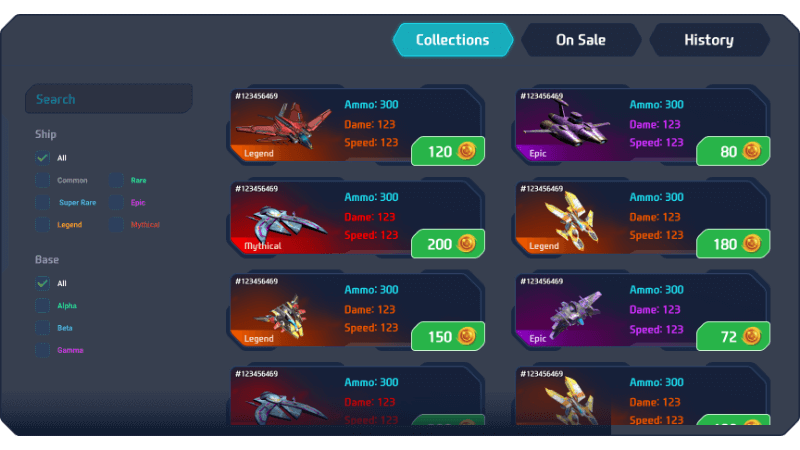 Collections
On Sale
History
Search
Ship
All
Common
Rare
Super Rare
Epic
Legend
Mythical
Base
All
Alpha
Beta
Gamma
#123456469
Ammo: 300
Dame: 123
Speed: 123
Legend
120
#123456469
Ammo: 300
Dame: 123
Speed: 123
Epic
80
#123456469
Ammo: 300
Dame: 123
Speed: 123
Mythical
200
#123456469
Ammo: 300
Dame: 123
Speed: 123
Legend
180
#123456469
Ammo: 300
Dame: 123
Speed: 123
Legend
150
#123456469
Ammo: 300
Dame: 123
Speed: 123
Epic
72
#123456469
Ammo: 300
Dame: 123
Speed: 123
#123456469
Ammo: 300
Dame: 123
Speed: 123